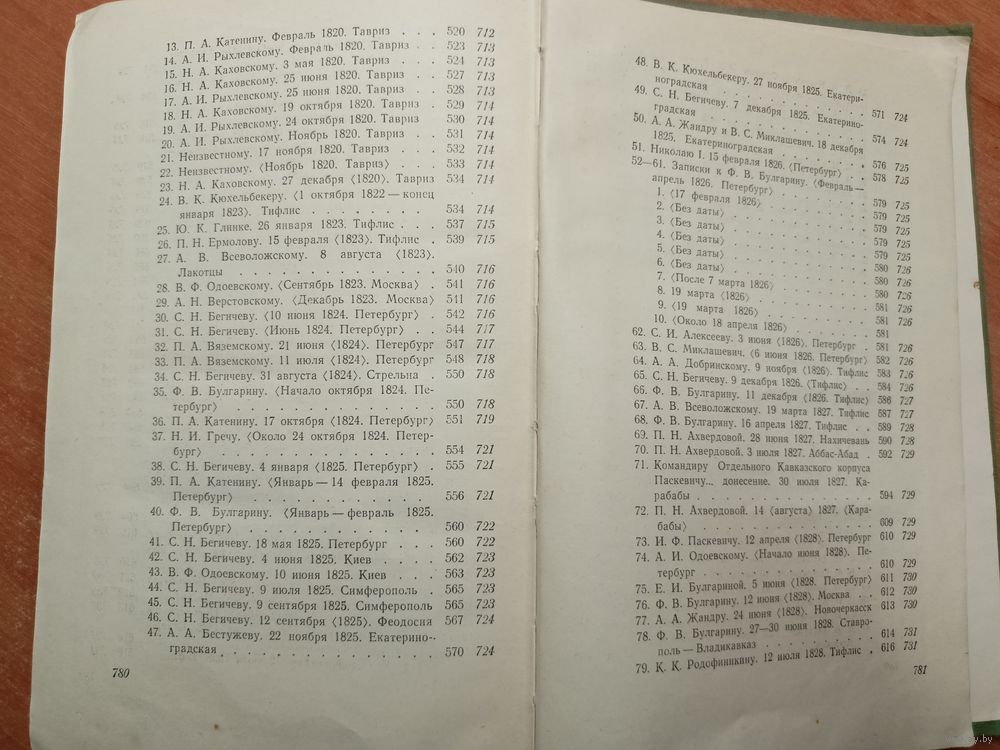 13. П. А. Катенину. Февраль 1820. Тавриз . . . 520 712
14. А. И. Рыхлевскому. Февраль 1820. Тавриз . . 523 713
15. Н. А. Каховскому. 3 мая 1820. Тавриз . . . 524 713
16. Н. А. Каховскому. 25 июня 1820. Тавриз . . 527 713
17. А. И. Рыхлевскому. 25 июня 1820. Тавриз . . 528 713
18. Н. А. Каховскому. 19 октября 1820. Тавриз . 529 714
19. А. И. Рыхлевскому. 24 октября 1820. Тавриз 530 714
20. А. И. Рыхлевскому. Ноябрь 1820. Тавриз . . 531 714
21. Неизвестному. 17 ноября 1820. Тавриз . . . 532 714
22. Неизвестному. ⟨Ноябрь 1820. Тавриз⟩ . . . 533 714
23. Н. А. Каховскому. 27 декабря ⟨1820⟩. Тавриз 534 714
24. В. К. Кюхельбекеру. ⟨1 октября 1822 — конец
января 1823⟩. Тифлис . . . . . . . . 534 714
25. Ю. К. Глинке. 26 января 1823. Тифлис . . . 537 715
26. П. Н. Ермолову. 15 февраля ⟨1823⟩. Тифлис . 539 715
27. А. В. Всеволожскому. 8 августа ⟨1823⟩.
Лакотцы . . . . . . . . . . . . . 540 716
28. В. Ф. Одоевскому. ⟨Сентябрь 1823. Москва⟩ . 541 716
29. А. Н. Верстовскому. ⟨Декабрь 1823. Москва⟩ 541 716
30. С. Н. Бегичеву. ⟨10 июня 1824. Петербург⟩ . 542 716
31. С. Н. Бегичеву. ⟨Июнь 1824. Петербург⟩ . . 544 717
32. П. А. Вяземскому. 21 июня ⟨1824⟩. Петербург 547 717
33. П. А. Вяземскому. 11 июля ⟨1824⟩. Петербург 548 718
34. С. Н. Бегичеву. 31 августа ⟨1824⟩. Стрельна . 550 718
35. Ф. В. Булгарину. ⟨Начало октября 1824. Пе-
тербург⟩ . . . . . . . . . . . . . 550 718
36. П. А. Катенину. 17 октября ⟨1824. Петербург⟩ 551 719
37. Н. И. Гречу. ⟨Около 24 октября 1824. Петер-
бург⟩ . . . . . . . . . . . . . . 554 721
38. С. Н. Бегичеву. 4 января ⟨1825. Петербург⟩ . 555 721
39. П. А. Катенину. ⟨Январь — 14 февраля 1825.
Петербург⟩ . . . . . . . . . . . . 556 721
40. Ф. В. Булгарину. ⟨Январь — февраль 1825.
Петербург⟩ . . . . . . . . . . . . 560 722
41. С. Н. Бегичеву. 18 мая 1825. Петербург . . . 560 722
42. С. Н. Бегичеву. 4 июня 1825. Киев . . . . 562 723
43. В. Ф. Одоевскому. 10 июня 1825. Киев . . . 563 723
44. С. Н. Бегичеву. 9 июля 1825. Симферополь . 565 723
45. С. Н. Бегичеву. 9 сентября 1825. Симферополь 565 723
46. С. Н. Бегичеву. 12 сентября ⟨1825⟩. Феодосия 567 724
47. А. А. Бестужеву. 22 ноября 1825. Екатерино-
градская . . . . . . . . . . . . . 570 724
780
48. В. К. Кюхельбекеру. 27 ноября 1825. Екатери-
ноградская . . . . . . . . . . . . 571 724
49. С. Н. Бегичеву. 7 декабря 1825. Екатерино-
градская . . . . . . . . . . . . . 574 724
50. А. А. Жандру и В. С. Миклашевич. 18 декабря
1825. Екатериноградская . . . . . . . 576 725
51. Николаю I. 15 февраля 1826. ⟨Петербург⟩ . . 578 725
52—61. Записки к Ф. В. Булгарину. ⟨Февраль —
апрель 1826. Петербург⟩ . . . . . . . 579 725
1. ⟨17 февраля 1826⟩ . . . . . . . . 579 725
2. ⟨Без даты⟩ . . . . . . . . . . . 579 725
3. ⟨Без даты⟩ . . . . . . . . . . . 579 725
4. ⟨Без даты⟩ . . . . . . . . . . . 579 725
5. ⟨Без даты⟩ . . . . . . . . . . . 580 726
6. ⟨Без даты⟩ . . . . . . . . . . . 580 726
7. ⟨После 7 марта 1826⟩ . . . . . . . 580 726
8. 19 марта ⟨1826⟩ . . . . . . . . . 581 726
9. ⟨19 марта 1826⟩ . . . . . . . . . 581 726
10. ⟨Около 18 апреля 1826⟩ . . . . . . 581
62. С. И. Алексееву. 3 июня ⟨1826⟩. Петербург . 581 726
63. В. С. Миклашевич. ⟨6 июня 1826. Петербург⟩ 582 726
64. А. А. Добринскому. 9 ноября ⟨1826⟩. Тифлис 583 726
65. С. Н. Бегичеву. 9 декабря 1826. ⟨Тифлис⟩ . . 584 726
66. Ф. В. Булгарину. 11 декабря ⟨1826. Тифлис⟩ 586 727
67. А. В. Всеволожскому. 19 марта 1827. Тифлис 587 727
68. Ф. В. Булгарину. 16 апреля 1827. Тифлис . . 589 728
69. П. Н. Ахвердовой. 28 июня 1827. Нахичевань 590 728
70. П. Н. Ахвердовой. 3 июля 1827. Аббас-Абад . 592 729
71. Командиру Отдельного Кавказского корпуса
Паскевичу... донесение. 30 июля 1827. Ка-
рабабы . . . . . . . . . . . . . . 594 729
72. П. Н. Ахвердовой. 14 ⟨августа⟩ 1827. ⟨Кара-
бабы⟩ . . . . . . . . . . . . . . 609 729
73. И. Ф. Паскевичу. 12 апреля ⟨1828⟩. Петербург 610 729
74. А. И. Одоевскому. ⟨Начало июня 1828⟩. Пе-
тербург . . . . . . . . . . . . . . 610 729
75. Е. И. Булгариной. 5 июня ⟨1828. Петербург⟩ 611 730
76. Ф. В. Булгарину. 12 июня ⟨1828⟩. Москва . . 612 730
77. А. А. Жандру. 24 июня ⟨1828⟩. Новочеркасск 613 730
78. Ф. В. Булгарину. 27—30 июня 1828. Ставро-
поль — Владикавказ . . . . . . . . . 614 731
79. К. К. Родофиникину. 12 июля 1828. Тифлис . 616 731
781